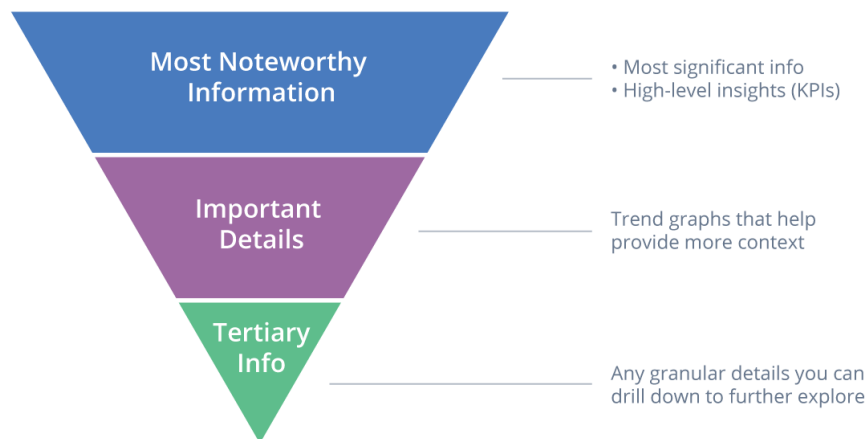 Most Noteworthy
Information
• Most significant info
• High-level insights (KPIs)
Important
Details
Trend graphs that help
provide more context
Tertiary
Info
Any granular details you can
drill down to further explore